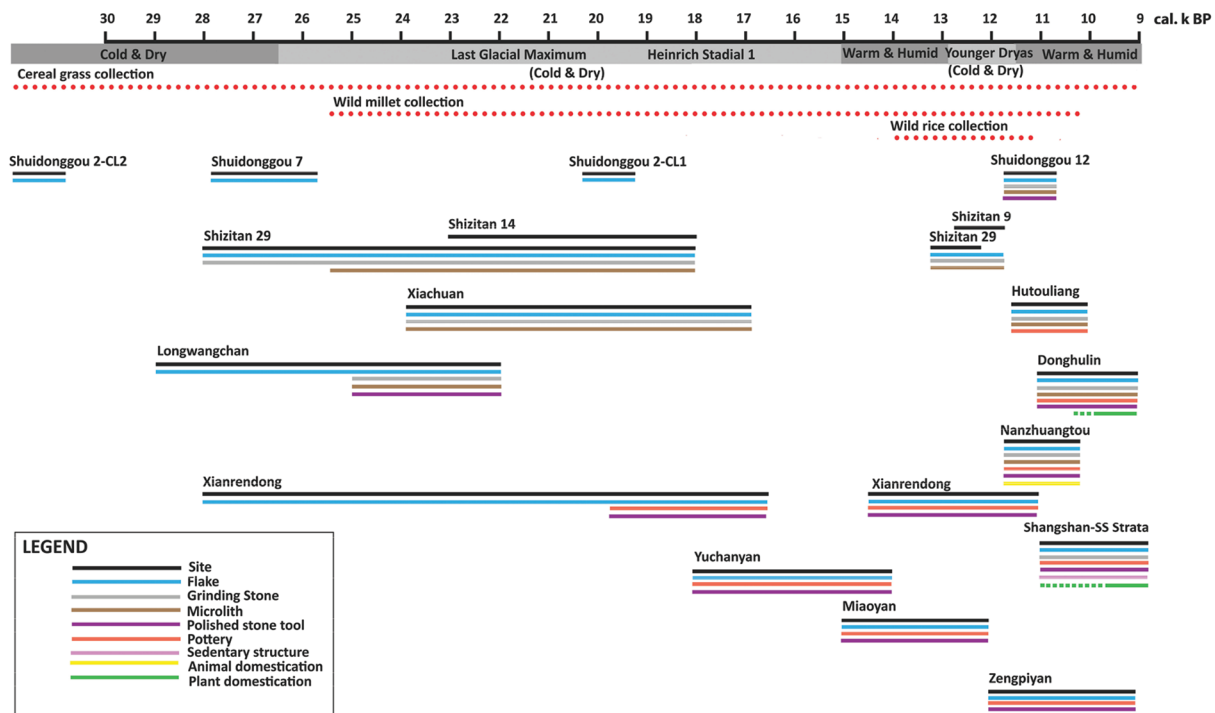 30 29 28 27 26 25 24 23 22 21 20 19 18 17 16 15 14 13 12 11 10 9 cal. k BP
Cold & Dry Last Glacial Maximum Heinrich Stadial 1 Warm & Humid Younger Dryas Warm & Humid
Cereal grass collection (Cold & Dry) (Cold & Dry)
Wild millet collection
Wild rice collection
Shuidonggou 2-CL2 Shuidonggou 7 Shuidonggou 2-CL1 Shuidonggou 12
Shizitan 14 Shizitan 9
Shizitan 29 Shizitan 29
Xiachuan Hutouliang
Longwangchan Donghulin
Nanzhuangtou
Xianrendong Xianrendong
Shangshan-SS Strata
Yuchanyan
Miaoyan
Zengpiyan
LEGEND
Site
Flake
Grinding Stone
Microlith
Polished stone tool
Pottery
Sedentary structure
Animal domestication
Plant domestication